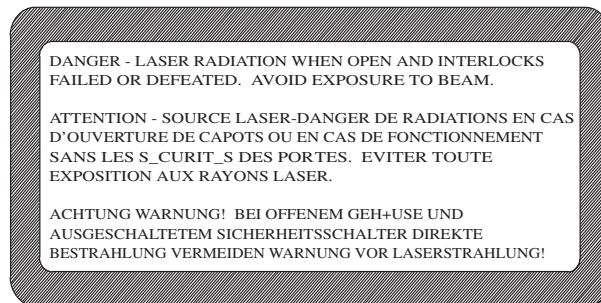 DANGER - LASER RADIATION WHEN OPEN AND INTERLOCKS
FAILED OR DEFEATED.  AVOID EXPOSURE TO BEAM.
ATTENTION - SOURCE LASER-DANGER DE RADIATIONS EN CAS
D'OUVERTURE DE CAPOTS OU EN CAS DE FONCTIONNEMENT
SANS LES S_CURIT_S DES PORTES.  EVITER TOUTE
EXPOSITION AUX RAYONS LASER.
ACHTUNG WARNUNG!  BEI OFFENEM GEH+USE UND
AUSGESCHALTETEM SICHERHEITSSCHALTER DIREKTE
BESTRAHLUNG VERMEIDEN WARNUNG VOR LASERSTRAHLUNG!